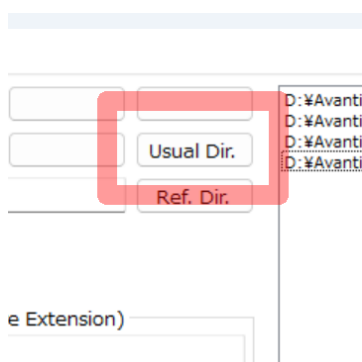 D:¥Avanti
D:¥Avanti
Usual Dir.
D:¥Avanti
D:¥Avanti
Ref. Dir.
e Extension)